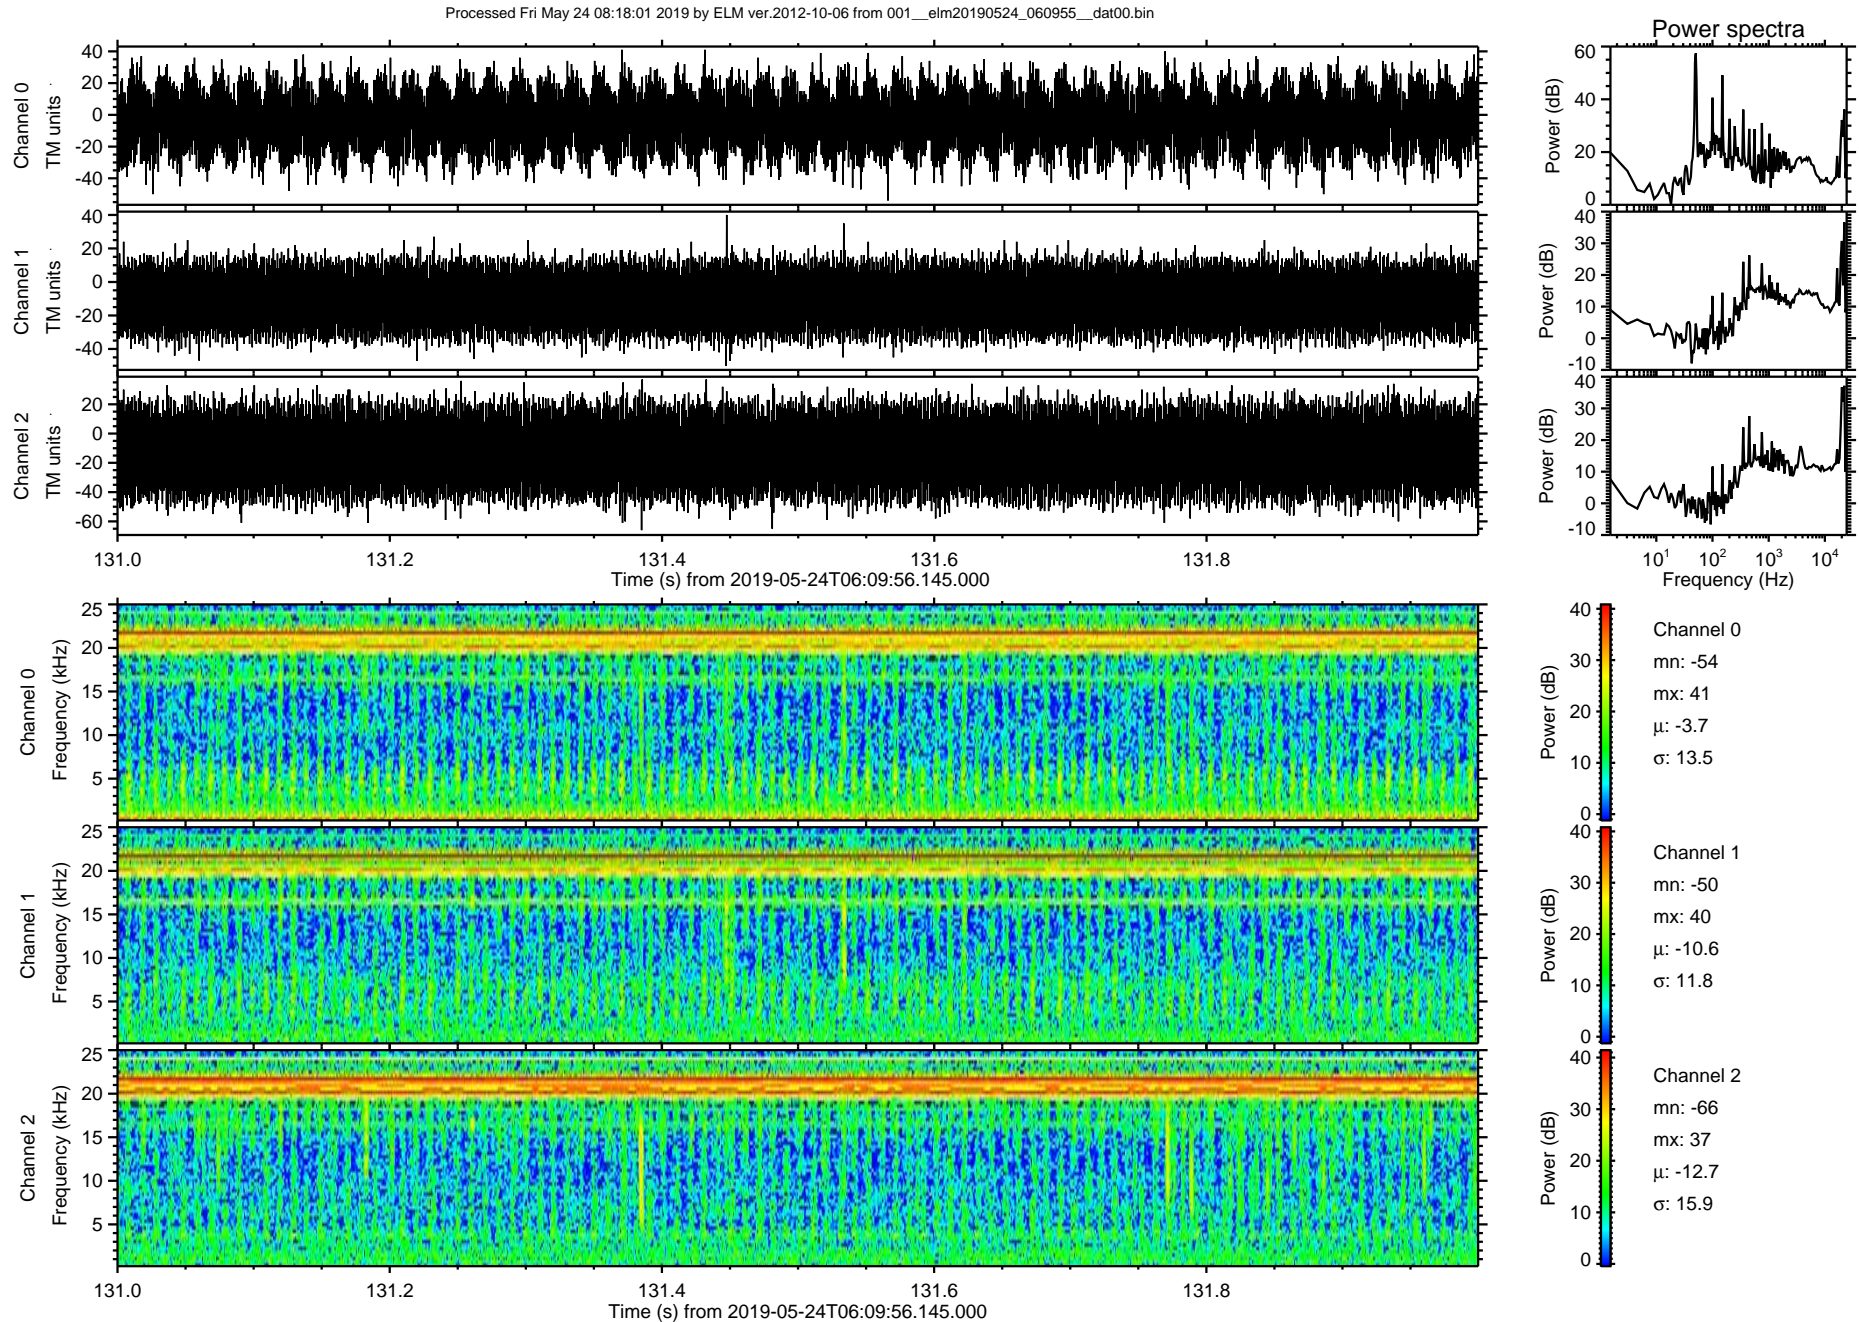 Processed Fri May 24 08:18:01 2019 by ELM ver.2012-10-06 from 001__elm20190524_060955__dat00.bin
Power spectra
Channel 0
TM units
40
20
0
-20
-40
Power (dB)
60
40
20
0
Channel 1
TM units
40
20
0
-20
-40
Power (dB)
40
30
20
10
0
-10
Channel 2
TM units
20
0
-20
-40
-60
Power (dB)
40
30
20
10
0
-10
131.0 131.2 131.4 131.6 131.8
Time (s) from 2019-05-24T06:09:56.145.000
10¹ 10² 10³ 10⁴
Frequency (Hz)
Channel 0
Frequency (kHz)
25
20
15
10
5
Power (dB)
40
30
20
10
0
Channel 0
mn: -54
mx: 41
μ: -3.7
σ: 13.5
Channel 1
Frequency (kHz)
25
20
15
10
5
Power (dB)
40
30
20
10
0
Channel 1
mn: -50
mx: 40
μ: -10.6
σ: 11.8
Channel 2
Frequency (kHz)
25
20
15
10
5
Power (dB)
40
30
20
10
0
Channel 2
mn: -66
mx: 37
μ: -12.7
σ: 15.9
131.0 131.2 131.4 131.6 131.8
Time (s) from 2019-05-24T06:09:56.145.000